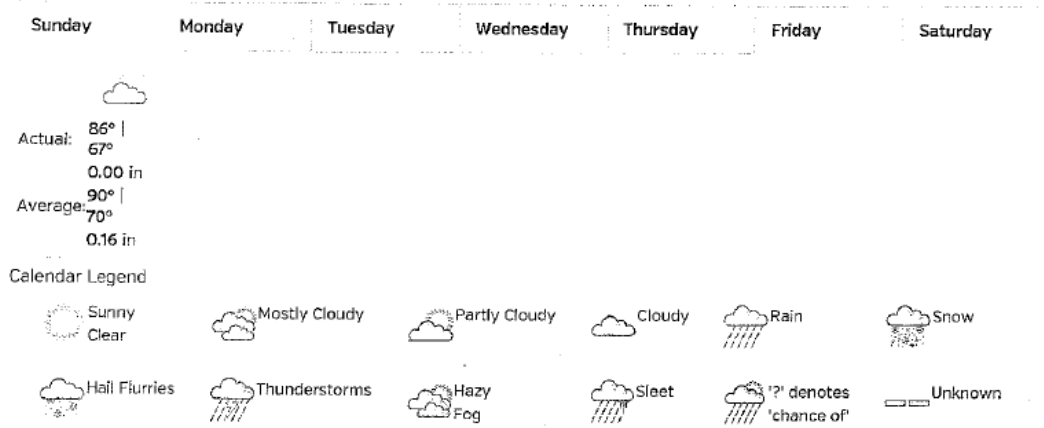 Sunday Monday Tuesday Wednesday Thursday Friday Saturday
Actual: 86° |
67°
0.00 in
Average: 90° |
70°
0.16 in
Calendar Legend
Sunny Clear
Mostly Cloudy
Partly Cloudy
Cloudy
Rain
Snow
Hail Flurries
Thunderstorms
Hazy
Fog
Sleet
'?' denotes
'chance of'
Unknown